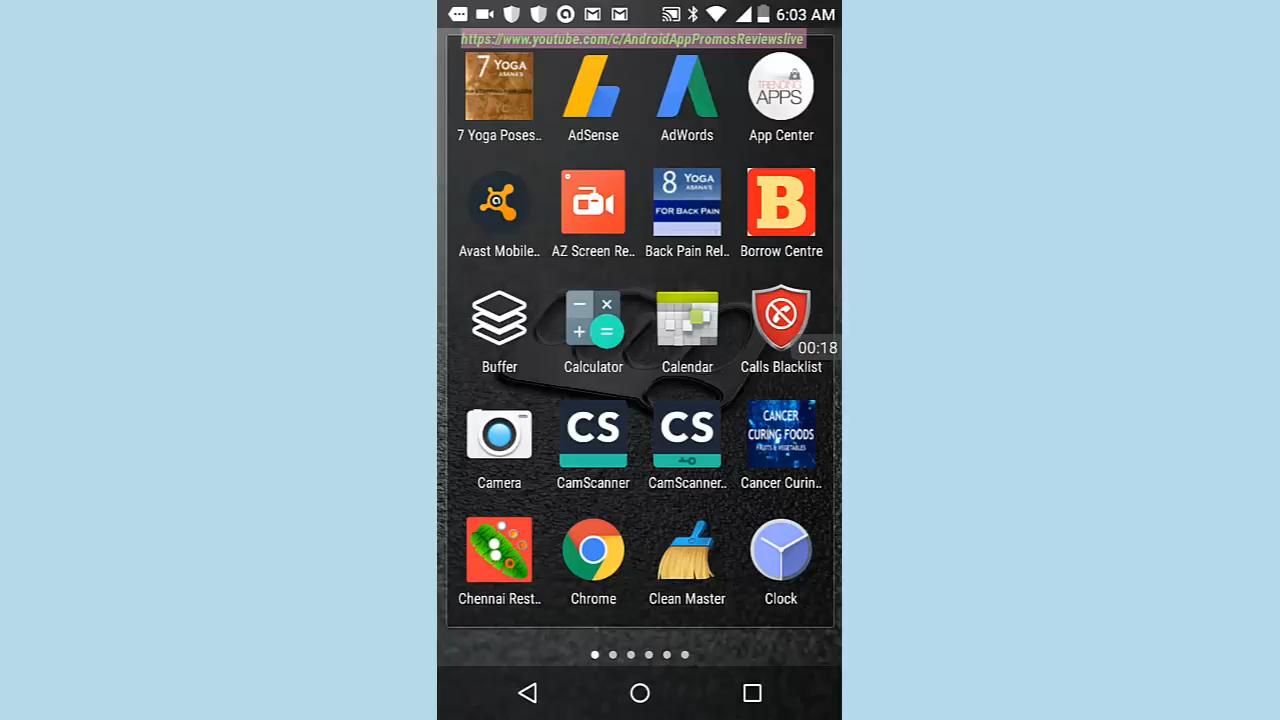 6:03 AM
https://www.youtube.com/c/AndroidAppPromosReviewslive
7 YOGA
ASANA'S
TRENDING
APPS
7 Yoga Poses..
AdSense
AdWords
App Center
8 YOGA
ASANA'S
FOR BACK PAIN
B
Avast Mobile..
AZ Screen Re..
Back Pain Rel..
Borrow Centre
00:18
Buffer
Calculator
Calendar
Calls Blacklist
CS
CS
CANCER
CURING FOODS
FRUITS & VEGETABLES
Camera
CamScanner
CamScanner..
Cancer Curin..
Chennai Rest..
Chrome
Clean Master
Clock